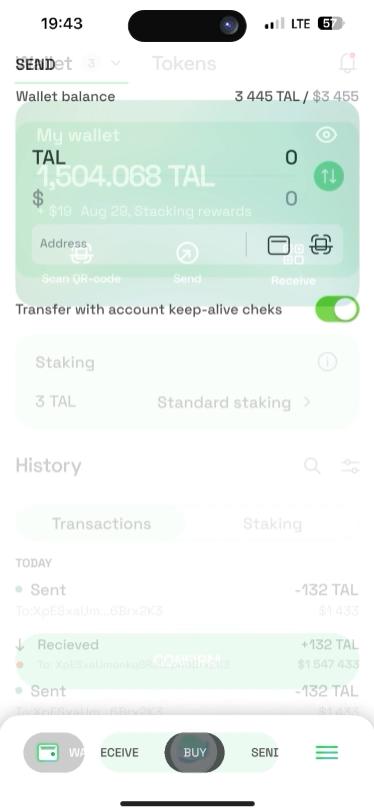 19:43 LTE 57
Wallet 3 Tokens
SEND
Wallet balance 3 445 TAL / $3 455
My wallet
TAL 0
1,504.068 TAL
$ 0
+ $19 Aug 29, Stacking rewards
Address
Scan QR-code Send Receive
Transfer with account keep-alive cheks
Staking
3 TAL Standard staking >
History
Transactions Staking
TODAY
Sent -132 TAL
To:XpESxaUm...6Brx2K3 $1 433
Recieved +132 TAL
$1 547 433
CONFIRM
Sent -132 TAL
To:XpESxaUm...6Brx2K3 $1 433
WA ECEIVE BUY SEND